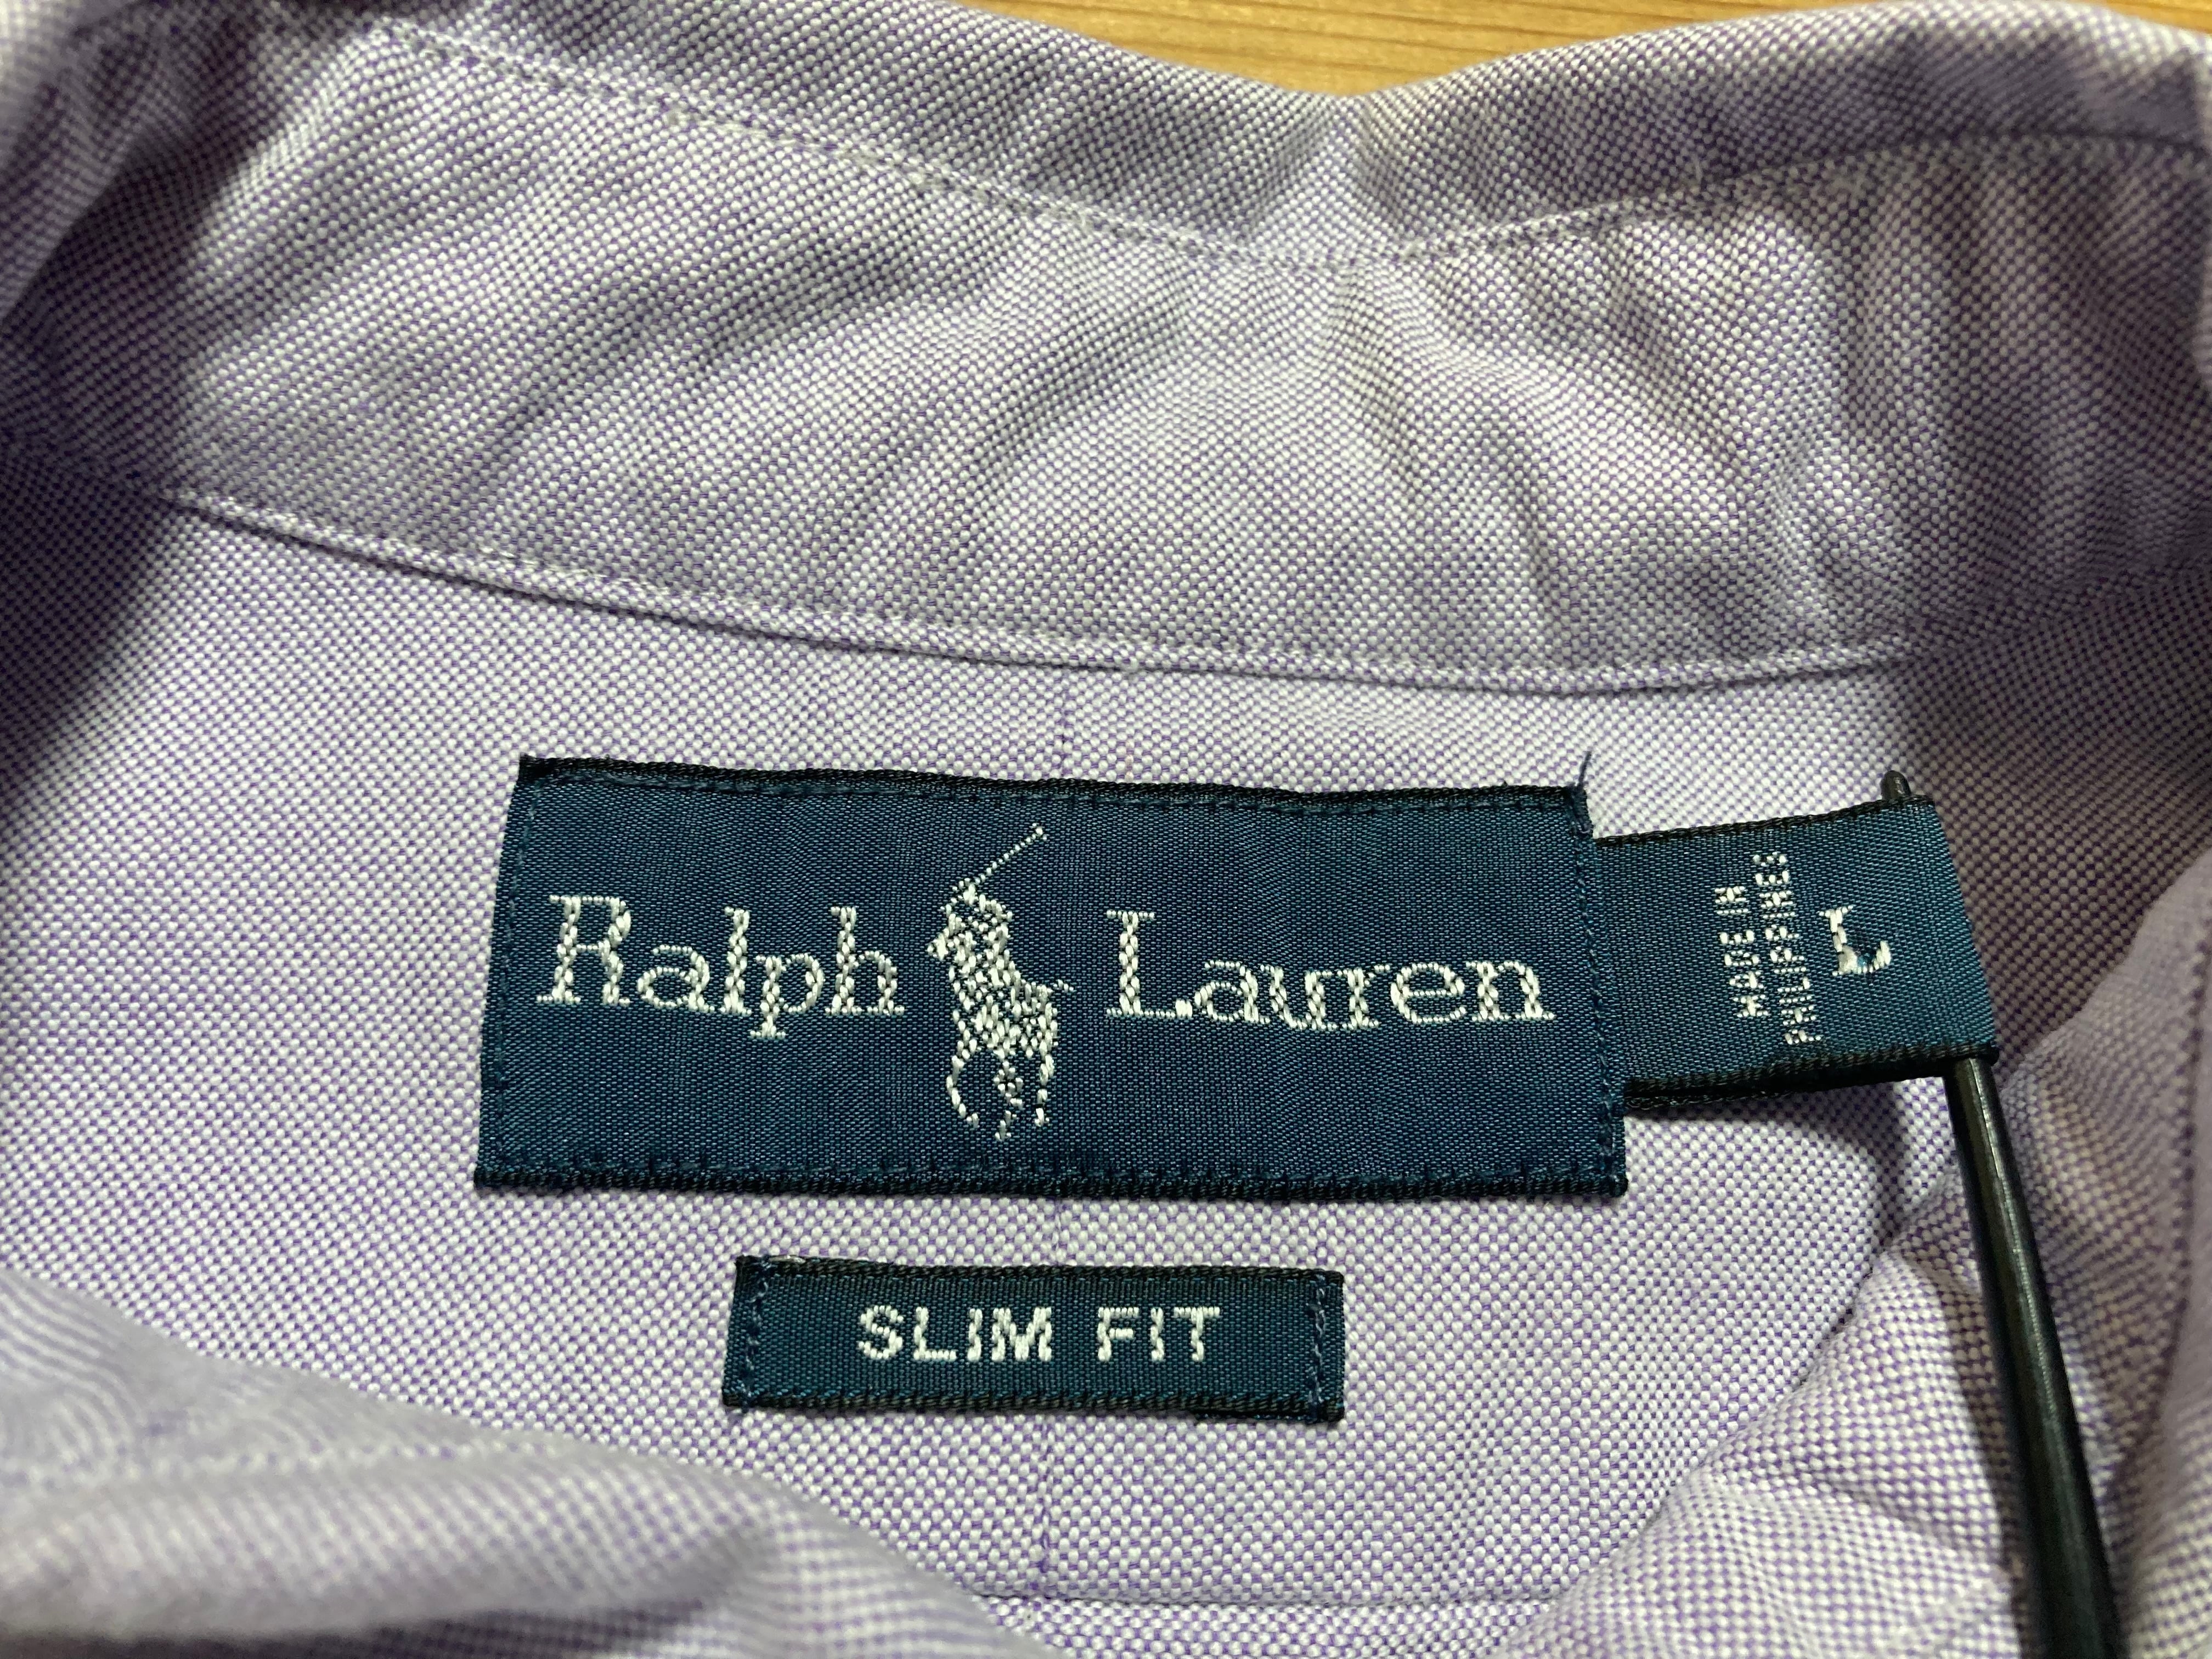 Ralph Lauren
MADE IN
PHILIPPINES
L
SLIM FIT